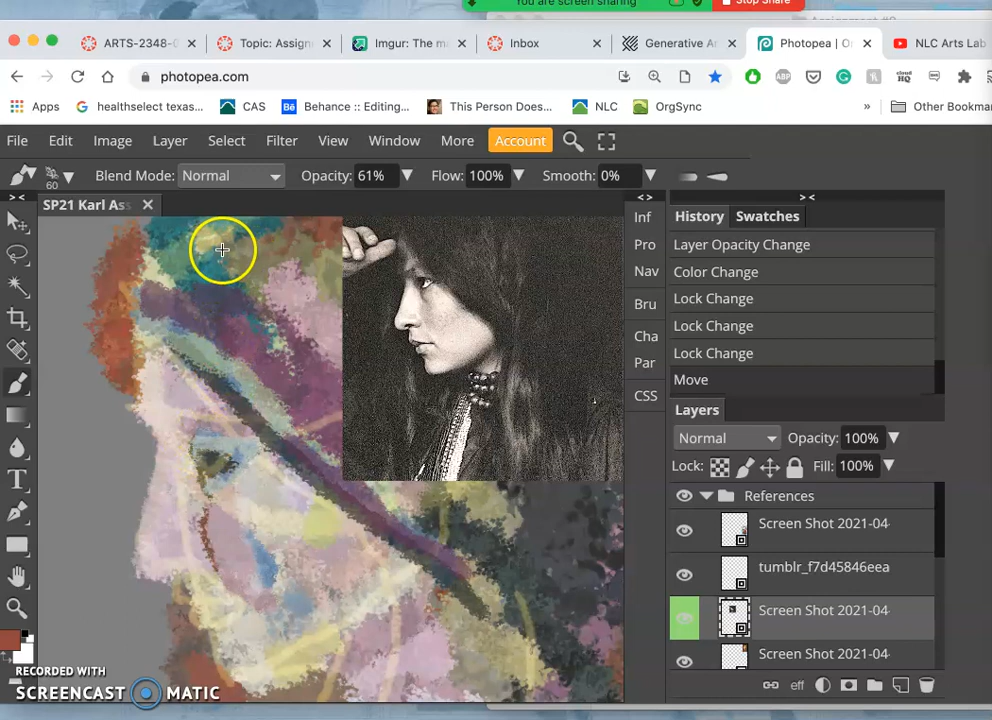 You are screen sharing
Stop Share
ARTS-2348-0
Topic: Assign
Imgur: The m
Inbox
Generative Ar
Photopea | O
NLC Arts Lab
photopea.com
Apps
healthselect texas...
CAS
Behance :: Editing...
This Person Does...
NLC
OrgSync
»
Other Bookma
File Edit Image Layer Select Filter View Window More Account
60
Blend Mode: Normal
Opacity: 61%
Flow: 100%
Smooth: 0%
> <
SP21 Karl Ass
<>
> <
Inf
Pro
Nav
Bru
Cha
Par
CSS
History Swatches
Layer Opacity Change
Color Change
Lock Change
Lock Change
Lock Change
Move
Layers
Normal
Opacity: 100%
Lock:
Fill: 100%
References
Screen Shot 2021-04-
tumblr_f7d45846eea
Screen Shot 2021-04-
Screen Shot 2021-04-
eff
RECORDED WITH
SCREENCAST MATIC